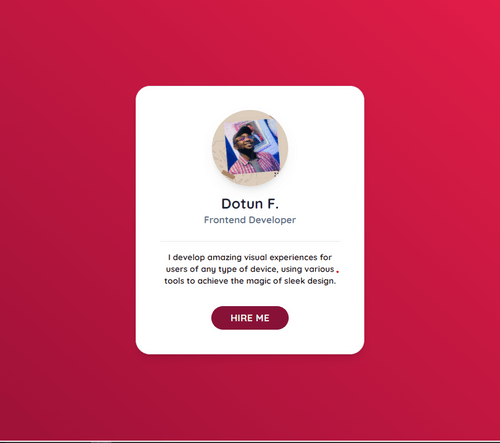 Dotun F.
Frontend Developer
I develop amazing visual experiences for
users of any type of device, using various
tools to achieve the magic of sleek design.
HIRE ME